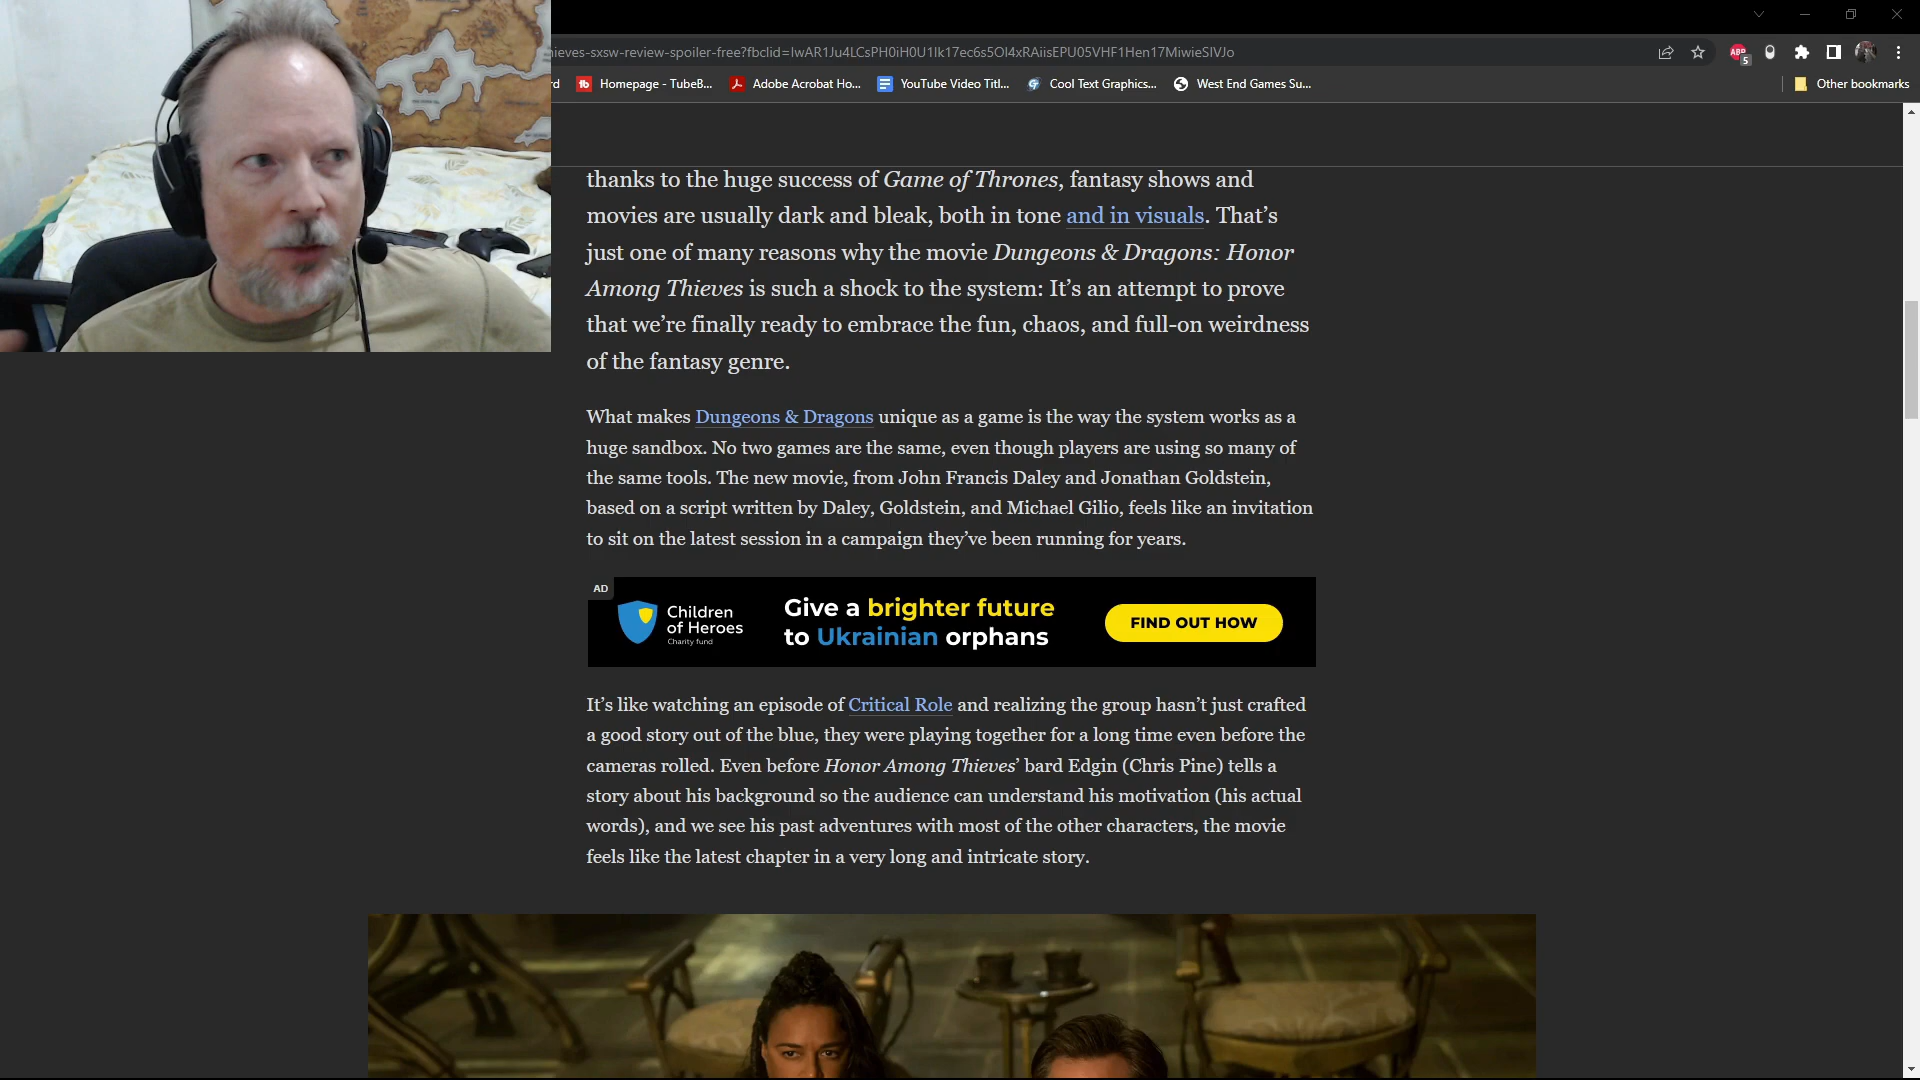 ieves-sxsw-review-spoiler-free?fbclid=IwAR1Ju4LCsPH0iH0U1Ik17ec6s5Ol4xRAiisEPU05VHF1Hen17MiwieSIVJo
ABP
5
d
tb
Homepage - TubeB...
Adobe Acrobat Ho...
YouTube Video Titl...
Cool Text Graphics...
West End Games Su...
Other bookmarks
thanks to the huge success of Game of Thrones, fantasy shows and
movies are usually dark and bleak, both in tone and in visuals. That’s
just one of many reasons why the movie Dungeons & Dragons: Honor
Among Thieves is such a shock to the system: It’s an attempt to prove
that we’re finally ready to embrace the fun, chaos, and full-on weirdness
of the fantasy genre.
What makes Dungeons & Dragons unique as a game is the way the system works as a
huge sandbox. No two games are the same, even though players are using so many of
the same tools. The new movie, from John Francis Daley and Jonathan Goldstein,
based on a script written by Daley, Goldstein, and Michael Gilio, feels like an invitation
to sit on the latest session in a campaign they’ve been running for years.
AD
Children
of Heroes
Charity fund
Give a brighter future
to Ukrainian orphans
FIND OUT HOW
It’s like watching an episode of Critical Role and realizing the group hasn’t just crafted
a good story out of the blue, they were playing together for a long time even before the
cameras rolled. Even before Honor Among Thieves’ bard Edgin (Chris Pine) tells a
story about his background so the audience can understand his motivation (his actual
words), and we see his past adventures with most of the other characters, the movie
feels like the latest chapter in a very long and intricate story.